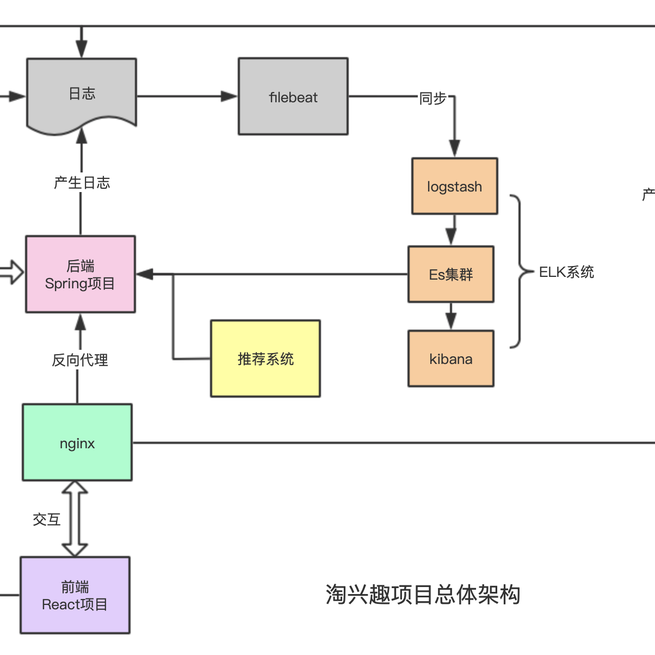 日志
filebeat
同步
logstash
产生日志
产
后端
Spring项目
Es集群
ELK系统
推荐系统
kibana
反向代理
nginx
交互
前端
React项目
淘兴趣项目总体架构